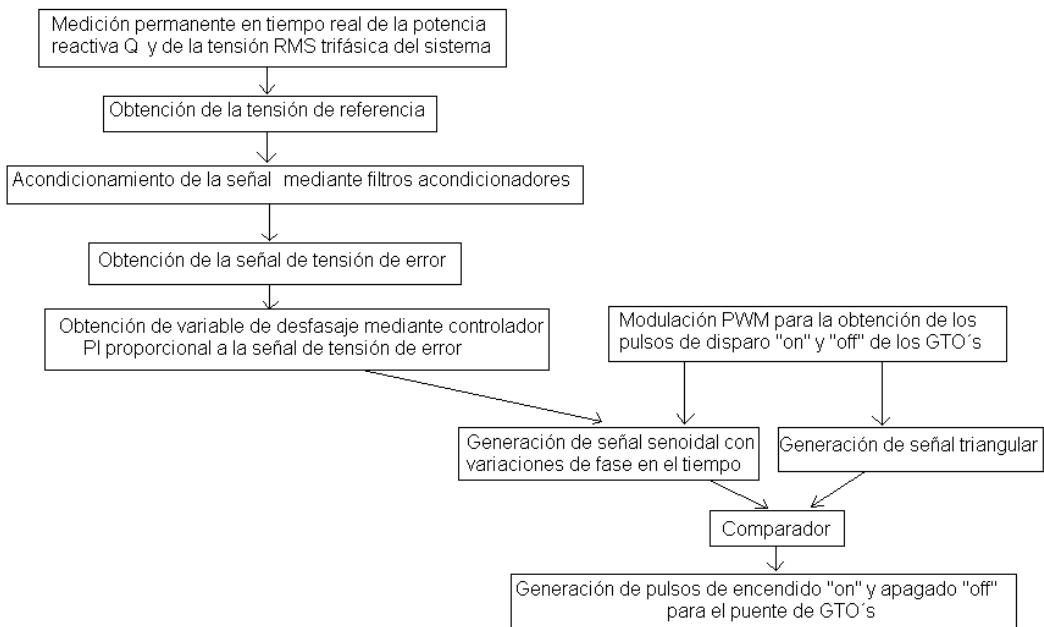 Medición permanente en tiempo real de la potencia
reactiva Q y de la tensión RMS trifásica del sistema
Obtención de la tensión de referencia
Acondicionamiento de la señal mediante filtros acondicionadores
Obtención de la señal de tensión de error
Obtención de variable de desfasaje mediante controlador
PI proporcional a la señal de tensión de error
Modulación PWM para la obtención de los
pulsos de disparo "on" y "off" de los GTO´s
Generación de señal senoidal con
variaciones de fase en el tiempo
Generación de señal triangular
Comparador
Generación de pulsos de encendido "on" y apagado "off"
para el puente de GTO´s